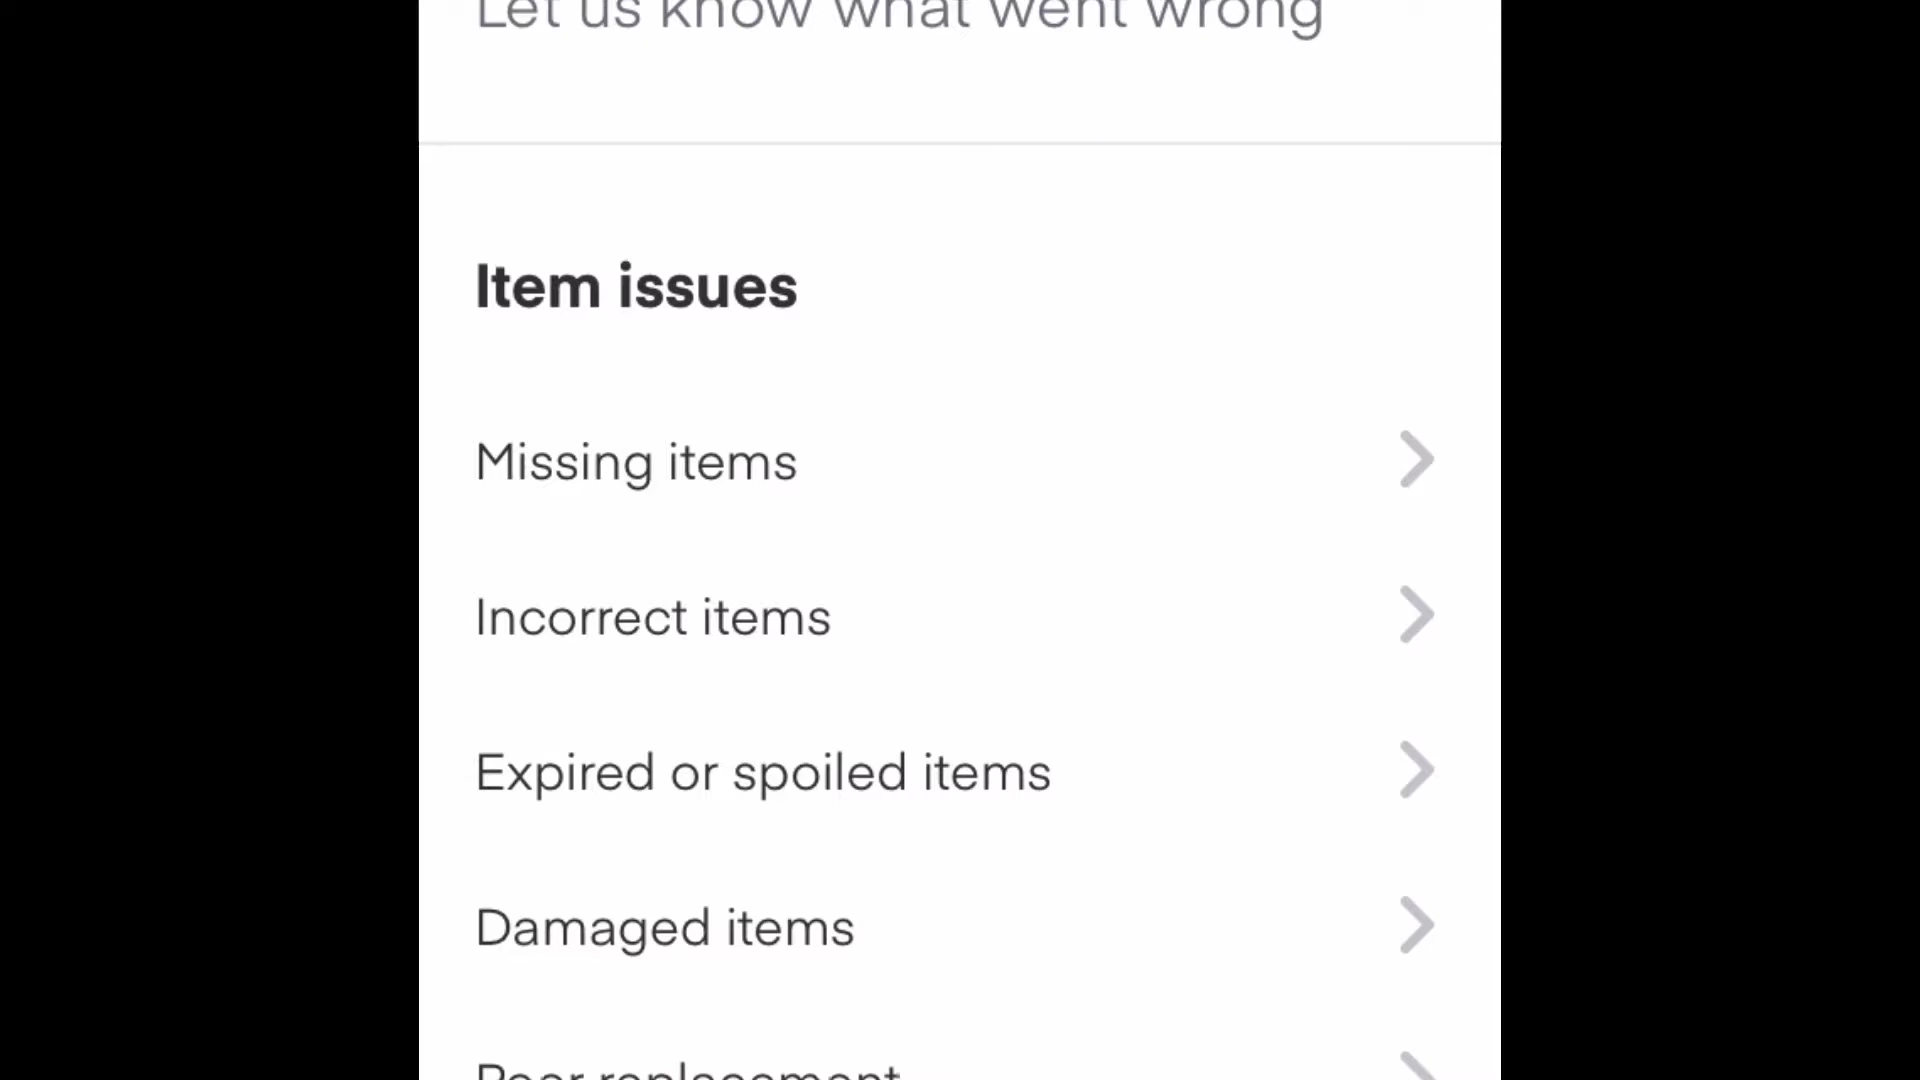 Let us know what went wrong
Item issues
Missing items
Incorrect items
Expired or spoiled items
Damaged items
Poor replacement